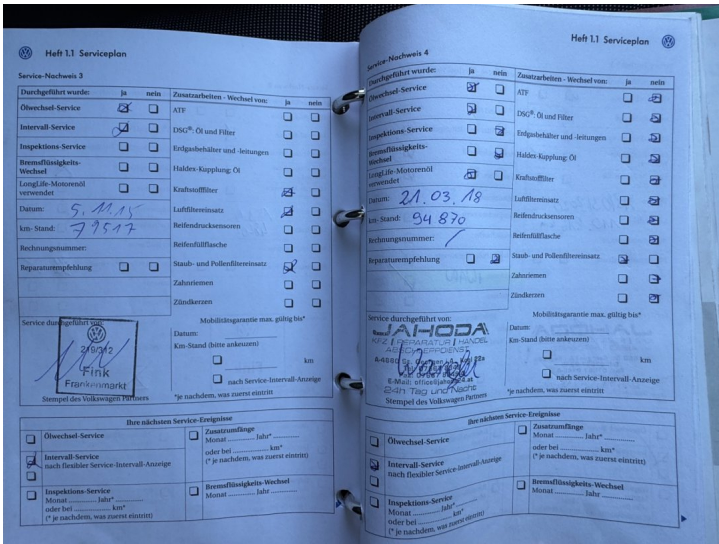 Heft 1.1 Serviceplan
Service-Nachweis 3
Durchgeführt wurde: ja nein
Ölwechsel-Service
Intervall-Service
Inspektions-Service
Bremsflüssigkeits-
Wechsel
LongLife-Motorenöl
verwendet
Datum: 5.11.15
km- Stand: 79517
Rechnungsnummer:
Reparaturempfehlung
Zusatzarbeiten - Wechsel von: ja nein
ATF
DSG®: Öl und Filter
Erdgasbehälter und -leitungen
Haldex-Kupplung: Öl
Kraftstofffilter
Luftfiltereinsatz
Reifendrucksensoren
Reifenfüllflasche
Staub- und Pollenfiltereinsatz
Zahnriemen
Zündkerzen
Service durchgeführt von:
219/312
Fink
Frankenmarkt
Stempel des Volkswagen Partners
Mobilitätsgarantie max. gültig bis*
Datum:
Km-Stand (bitte ankeuzen)
km
nach Service-Intervall-Anzeige
*je nachdem, was zuerst eintritt
Ihre nächsten Service-Ereignisse
Ölwechsel-Service
Intervall-Service
nach flexibler Service-Intervall-Anzeige
Inspektions-Service
Monat Jahr*
oder bei km*
(* je nachdem, was zuerst eintritt)
Zusatzumfänge
Monat Jahr*
oder bei km*
(* je nachdem, was zuerst eintritt)
Bremsflüssigkeits-Wechsel
Monat Jahr
Heft 1.1 Serviceplan
Service-Nachweis 4
Durchgeführt wurde: ja nein
Ölwechsel-Service
Intervall-Service
Inspektions-Service
Bremsflüssigkeits-
Wechsel
LongLife-Motorenöl
verwendet
Datum: 21.03.18
km- Stand: 94870
Rechnungsnummer: /
Reparaturempfehlung
Zusatzarbeiten - Wechsel von: ja nein
ATF
DSG®: Öl und Filter
Erdgasbehälter und -leitungen
Haldex-Kupplung: Öl
Kraftstofffilter
Luftfiltereinsatz
Reifendrucksensoren
Reifenfüllflasche
Staub- und Pollenfiltereinsatz
Zahnriemen
Zündkerzen
Service durchgeführt von:
JAHODA
KFZ REPARATUR HANDEL
ABSCHLEPPDIENST
A-4880
E-Mail:
24h Tag und Nacht
Stempel des Volkswagen Partners
Mobilitätsgarantie max. gültig bis*
Datum:
Km-Stand (bitte ankeuzen)
km
nach Service-Intervall-Anzeige
*je nachdem, was zuerst eintritt
Ihre nächsten Service-Ereignisse
Ölwechsel-Service
Intervall-Service
nach flexibler Service-Intervall-Anzeige
Inspektions-Service
Monat Jahr*
oder bei km*
(* je nachdem, was zuerst eintritt)
Zusatzumfänge
Monat Jahr*
oder bei km*
(* je nachdem, was zuerst eintritt)
Bremsflüssigkeits-Wechsel
Monat Jahr